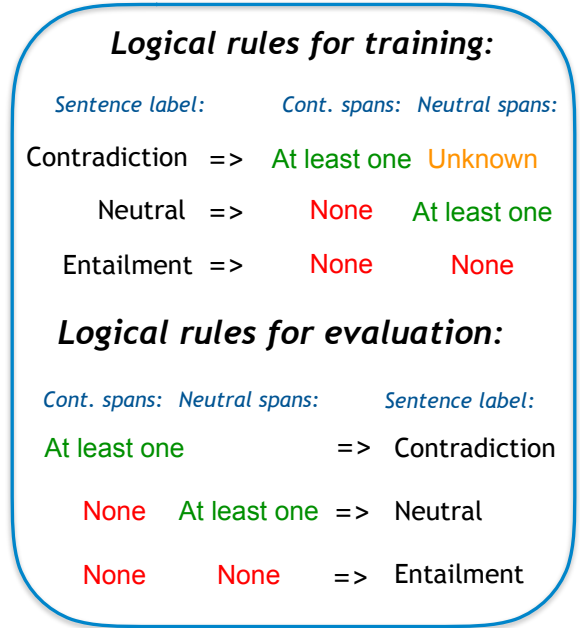 Logical rules for training:
Sentence label: Cont. spans: Neutral spans:
Contradiction => At least one Unknown
Neutral => None At least one
Entailment => None None
Logical rules for evaluation:
Cont. spans: Neutral spans: Sentence label:
At least one => Contradiction
None At least one => Neutral
None None => Entailment